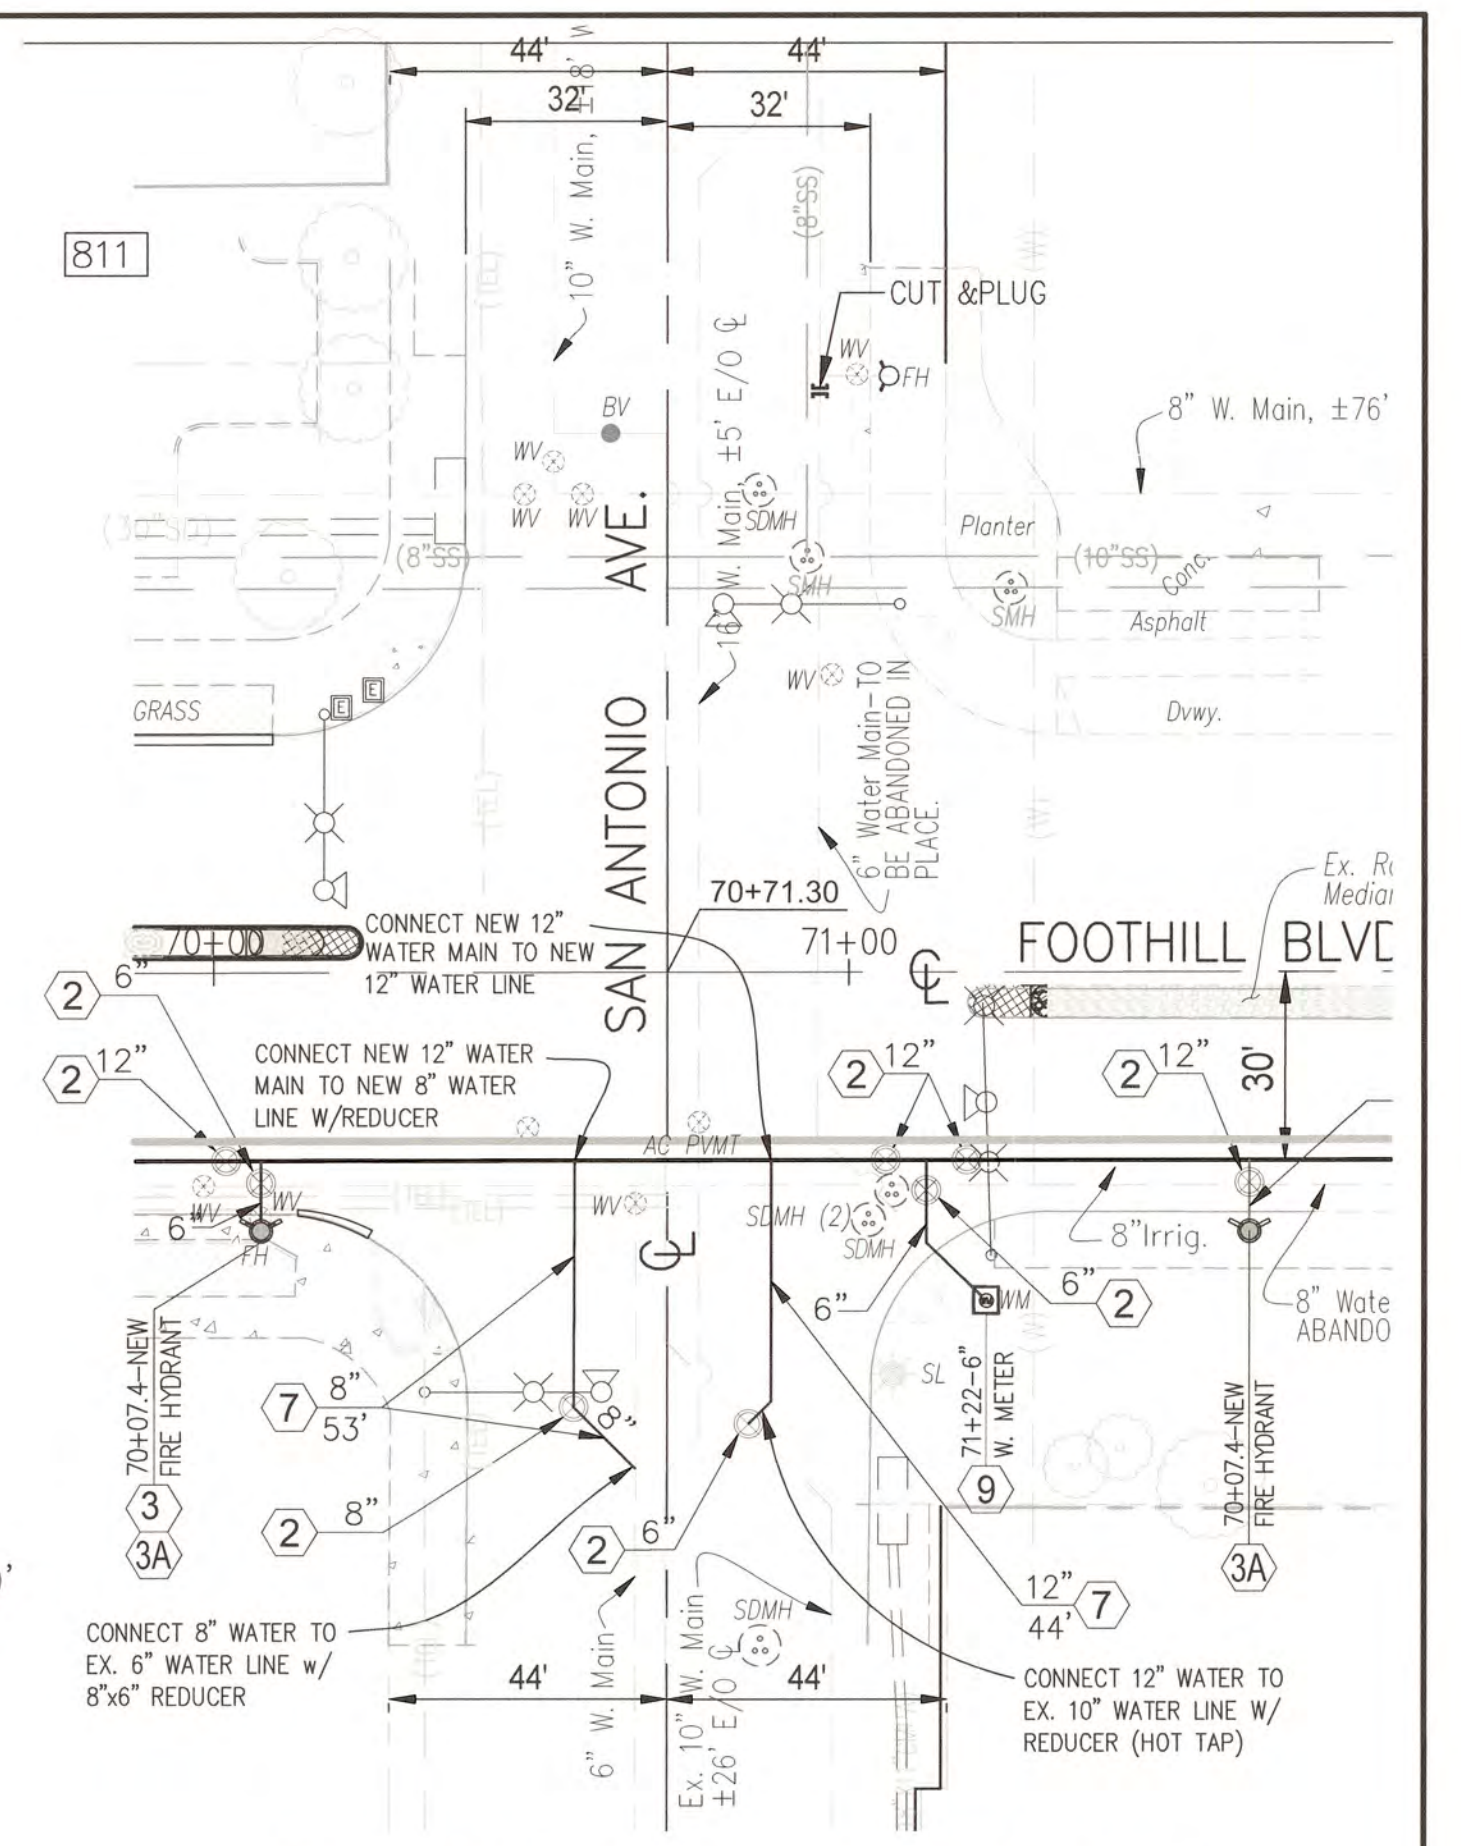 44'
44'
32'
32'
10" W. Main, ±18' W
(8"SS)
811
(TEL)
(W)
CUT &PLUG
WV
FH
16" W. Main, ±5' E/O ℄
8" W. Main, ±76'
BV
WV
WV
WV
SDMH
Planter
(30"SD)
(8"SS)
(10"SS)
Conc.
SMH
SMH
Asphalt
E
E
WV
GRASS
Dvwy.
SAN ANTONIO AVE.
6" Water Main-TO
BE ABANDONED IN
PLACE.
(TEL)
(W)
Ex. R
Media
70+71.30
71+00
FOOTHILL BLVD
℄
70+00
CONNECT NEW 12"
WATER MAIN TO NEW
12" WATER LINE
2
6"
2
12"
CONNECT NEW 12" WATER
MAIN TO NEW 8" WATER
LINE W/REDUCER
2
12"
2
12"
30'
AC PVMT
WV
WV
6"
FH
(TEL)
(TEL)
WV
SDMH (2)
SDMH
8"Irrig.
℄
6"
WM
6"
2
8" Wate
ABANDO
(W)
70+07.4-NEW
FIRE HYDRANT
3
3A
7
8"
53'
8"
(TEL)
2
8"
SL
71+22-6"
W. METER
9
70+07.4-NEW
FIRE HYDRANT
3A
2
6"
12"
44'
7
CONNECT 8" WATER TO
EX. 6" WATER LINE w/
8"x6" REDUCER
6" W. Main
Ex. 10" W. Main
±26' E/O ℄
SDMH
44'
44'
CONNECT 12" WATER TO
EX. 10" WATER LINE W/
REDUCER (HOT TAP)